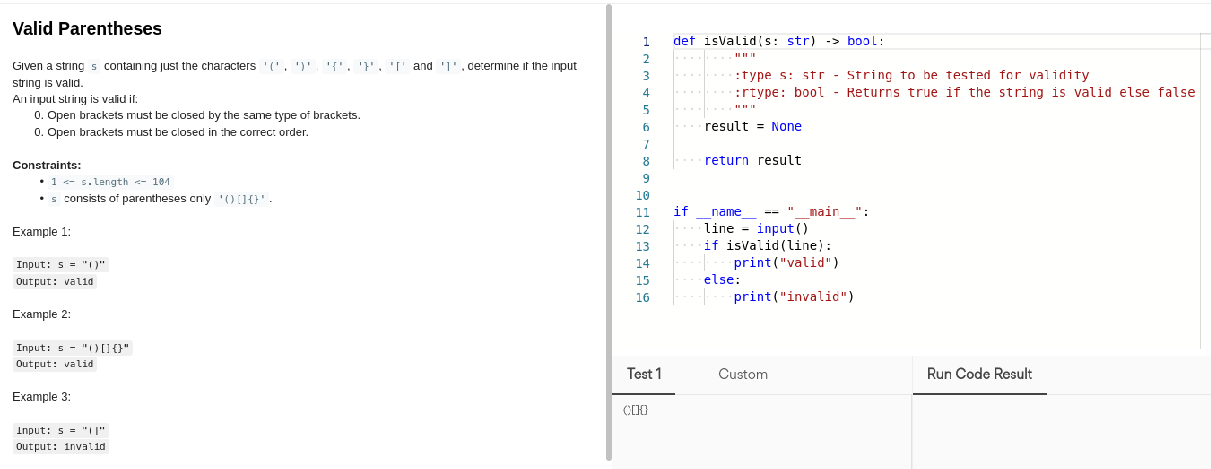 Valid Parentheses
Given a string s containing just the characters '(', ')', '{', '}', '[' and ']', determine if the input
string is valid.
An input string is valid if:
0. Open brackets must be closed by the same type of brackets.
0. Open brackets must be closed in the correct order.
Constraints:
• 1 <= s.length <= 104
• s consists of parentheses only '()[]{}'.
Example 1:
Input: s = "()"
Output: valid
Example 2:
Input: s = "()[]{}"
Output: valid
Example 3:
Input: s = "(]"
Output: invalid
1 def isValid(s: str) -> bool:
2 """
3 :type s: str - String to be tested for validity
4 :rtype: bool - Returns true if the string is valid else false
5 """
6 result = None
7
8 return result
9
10
11 if __name__ == "__main__":
12 line = input()
13 if isValid(line):
14 print("valid")
15 else:
16 print("invalid")
Test 1 Custom
()[]{}
Run Code Result